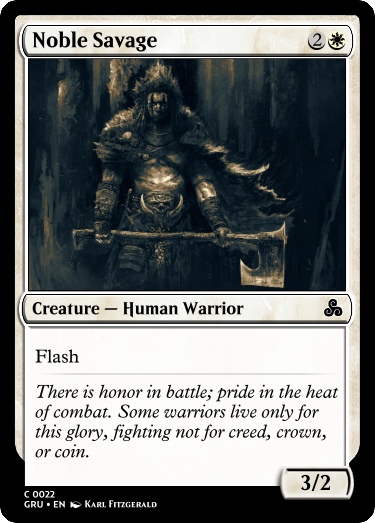 Noble Savage 2
Creature — Human Warrior
Flash
There is honor in battle; pride in the heat
of combat. Some warriors live only for
this glory, fighting not for creed, crown,
or coin.
3/2
C 0022
GRU • EN Karl Fitzgerald